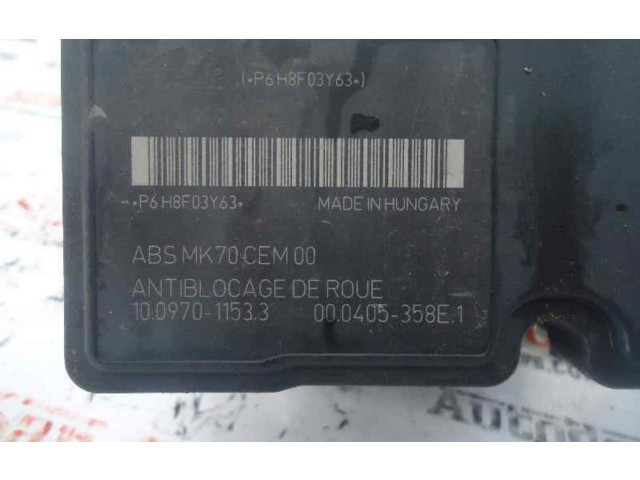 (*P6H8F03Y63*)
*P6H8F03Y63*
MADE IN HUNGARY
ABS MK70 CEM 00
ANTIBLOCAGE DE ROUE
10.0970-1153.3 00.0405-358E.1